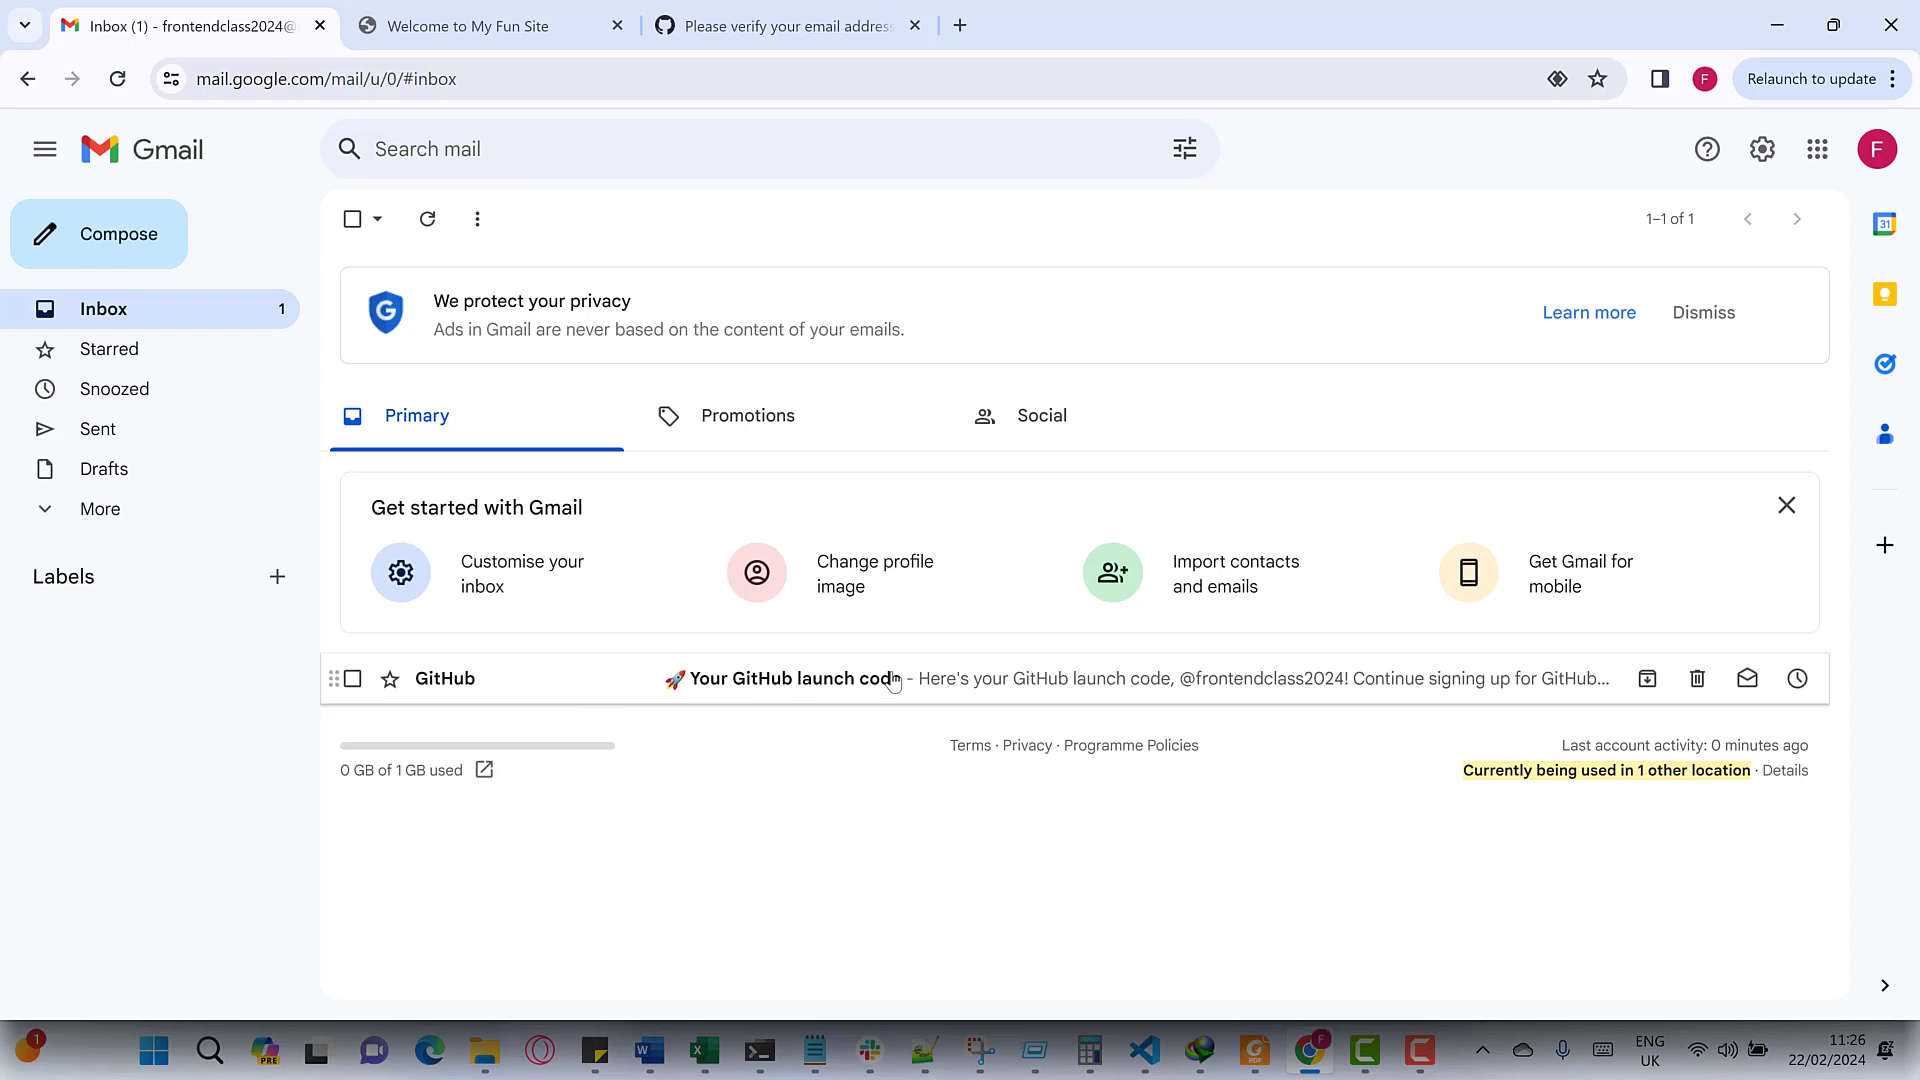 Inbox (1) - frontendclass2024@
Welcome to My Fun Site
Please verify your email addres
mail.google.com/mail/u/0/#inbox
F
Relaunch to update
Gmail
Search mail
F
Compose
1–1 of 1
31
We protect your privacy
Ads in Gmail are never based on the content of your emails.
Learn more
Dismiss
Inbox
1
Starred
Snoozed
Sent
Drafts
More
Labels
Primary
Promotions
Social
Get started with Gmail
Customise your
inbox
Change profile
image
Import contacts
and emails
Get Gmail for
mobile
GitHub
🚀 Your GitHub launch code - Here's your GitHub launch code, @frontendclass2024! Continue signing up for GitHub...
Terms · Privacy · Programme Policies
Last account activity: 0 minutes ago
0 GB of 1 GB used
Currently being used in 1 other location · Details
1
PRE
W
X
PDF
F
C
C
ENG
UK
11:26
22/02/2024